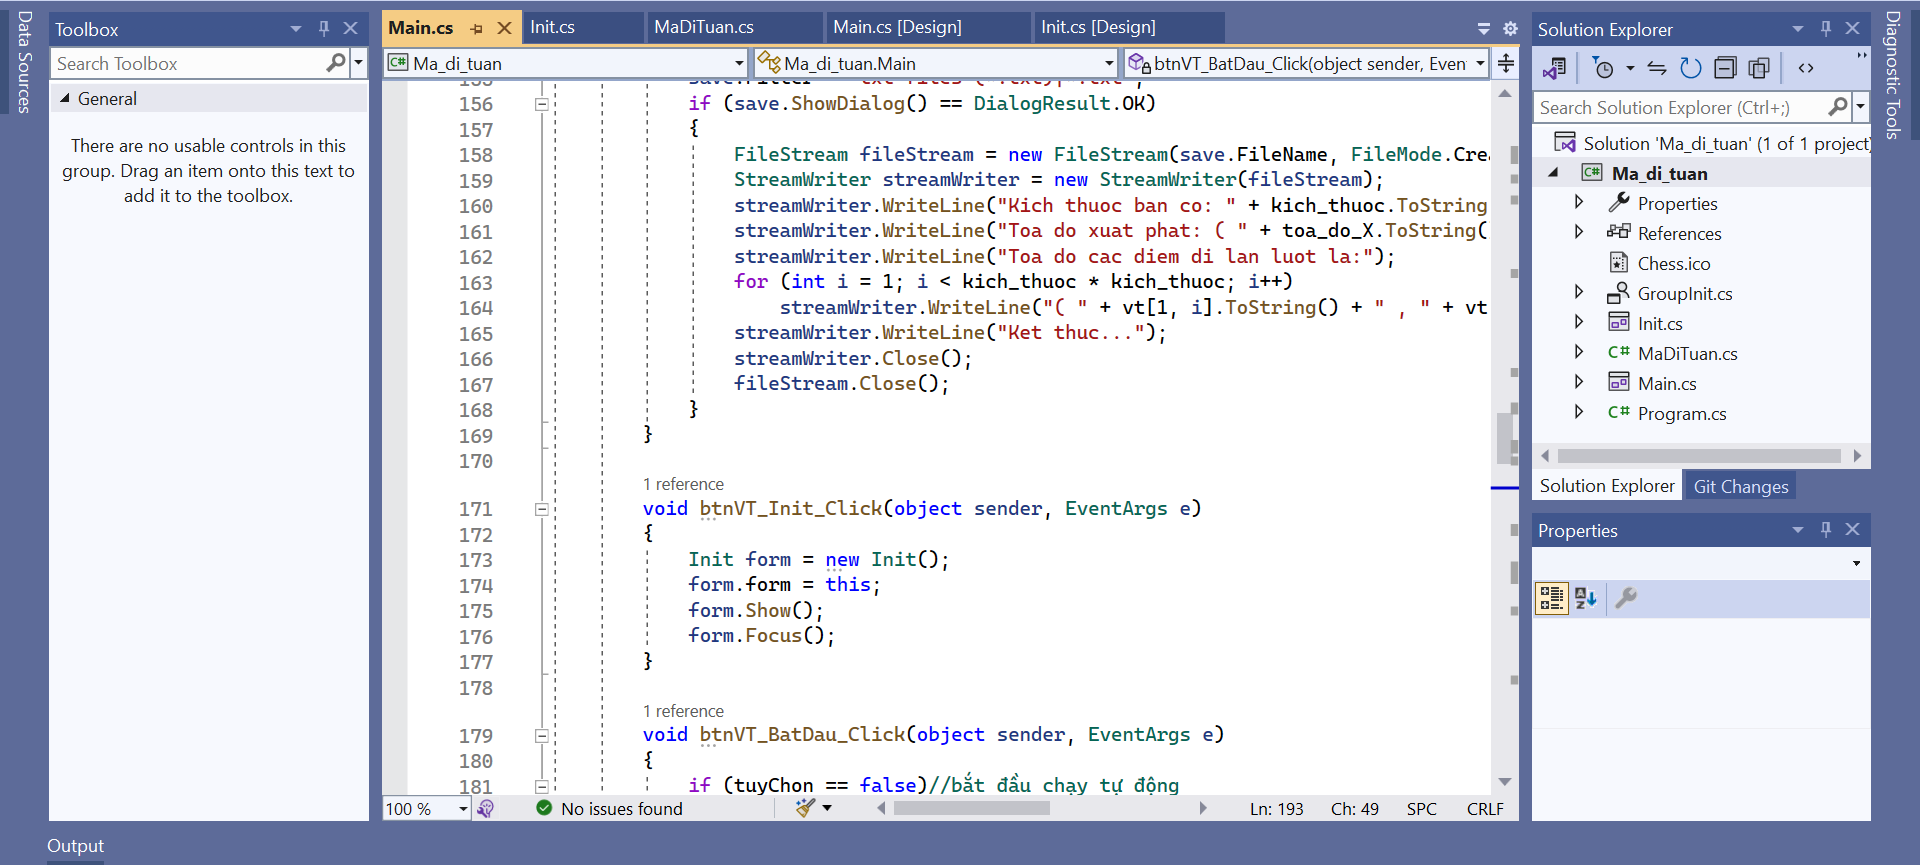 Data Sources
Toolbox
Search Toolbox
General
There are no usable controls in this
group. Drag an item onto this text to
add it to the toolbox.
Main.cs
Init.cs
MaDiTuan.cs
Main.cs [Design]
Init.cs [Design]
Ma_di_tuan
Ma_di_tuan.Main
btnVT_BatDau_Click(object sender, Even
156 if (save.ShowDialog() == DialogResult.OK)
157 {
158 FileStream fileStream = new FileStream(save.FileName, FileMode.Crea
159 StreamWriter streamWriter = new StreamWriter(fileStream);
160 streamWriter.WriteLine("Kich thuoc ban co: " + kich_thuoc.ToString
161 streamWriter.WriteLine("Toa do xuat phat: ( " + toa_do_X.ToString(
162 streamWriter.WriteLine("Toa do cac diem di lan luot la:");
163 for (int i = 1; i < kich_thuoc * kich_thuoc; i++)
164 streamWriter.WriteLine("( " + vt[1, i].ToString() + " , " + vt
165 streamWriter.WriteLine("Ket thuc...");
166 streamWriter.Close();
167 fileStream.Close();
168 }
169 }
170
1 reference
171 void btnVT_Init_Click(object sender, EventArgs e)
172 {
173 Init form = new Init();
174 form.form = this;
175 form.Show();
176 form.Focus();
177 }
178
1 reference
179 void btnVT_BatDau_Click(object sender, EventArgs e)
180 {
181 if (tuyChon == false)//bắt đầu chạy tự động
100 %
No issues found
Ln: 193
Ch: 49
SPC
CRLF
Output
Solution Explorer
Search Solution Explorer (Ctrl+;)
Solution 'Ma_di_tuan' (1 of 1 project)
Ma_di_tuan
Properties
References
Chess.ico
GroupInit.cs
Init.cs
MaDiTuan.cs
Main.cs
Program.cs
Solution Explorer
Git Changes
Properties
Diagnostic Tools